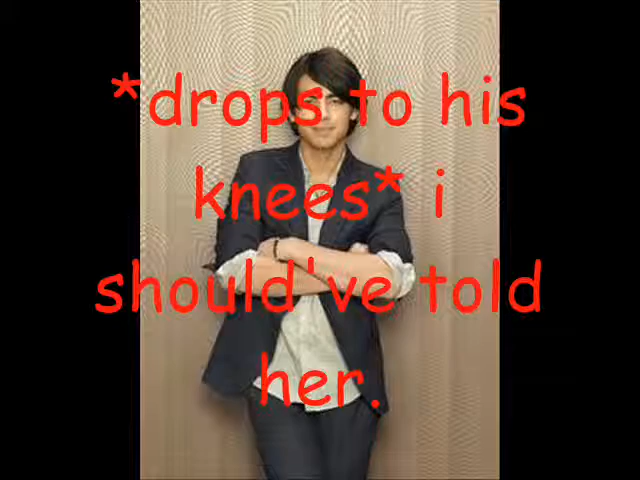 *drops to his
knees* i
should've told
her.